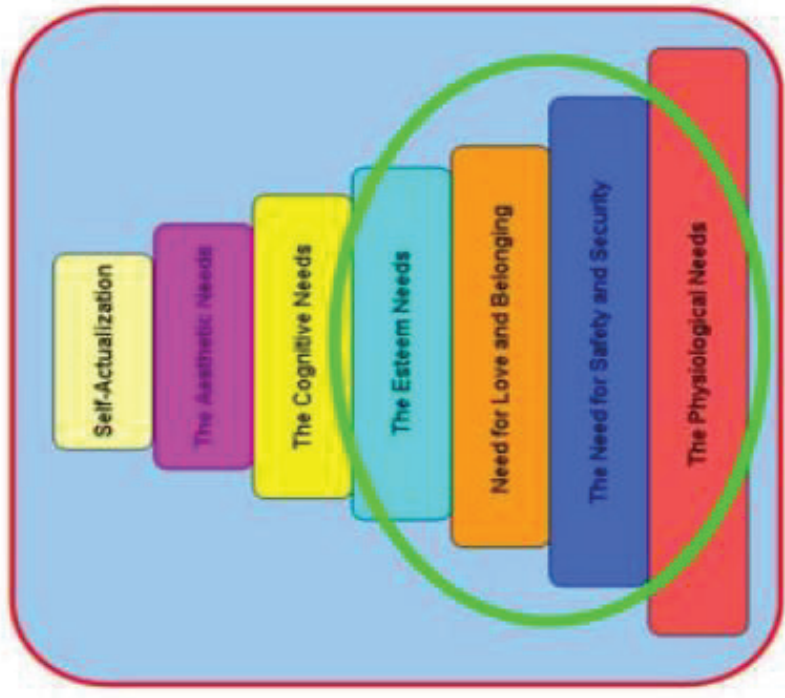 Self-Actualization
The Aesthetic Needs
The Cognitive Needs
The Esteem Needs
Need for Love and Belonging
The Need for Safety and Security
The Physiological Needs